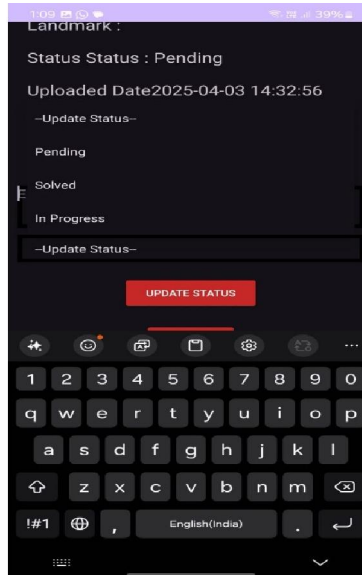 1:09 39%
Landmark :
Status Status : Pending
Uploaded Date2025-04-03 14:32:56
--Update Status--
Pending
Solved
E
In Progress
--Update Status--
UPDATE STATUS
1 2 3 4 5 6 7 8 9 0
q w e r t y u i o p
a s d f g h j k l
z x c v b n m
!#1 , English(India) .